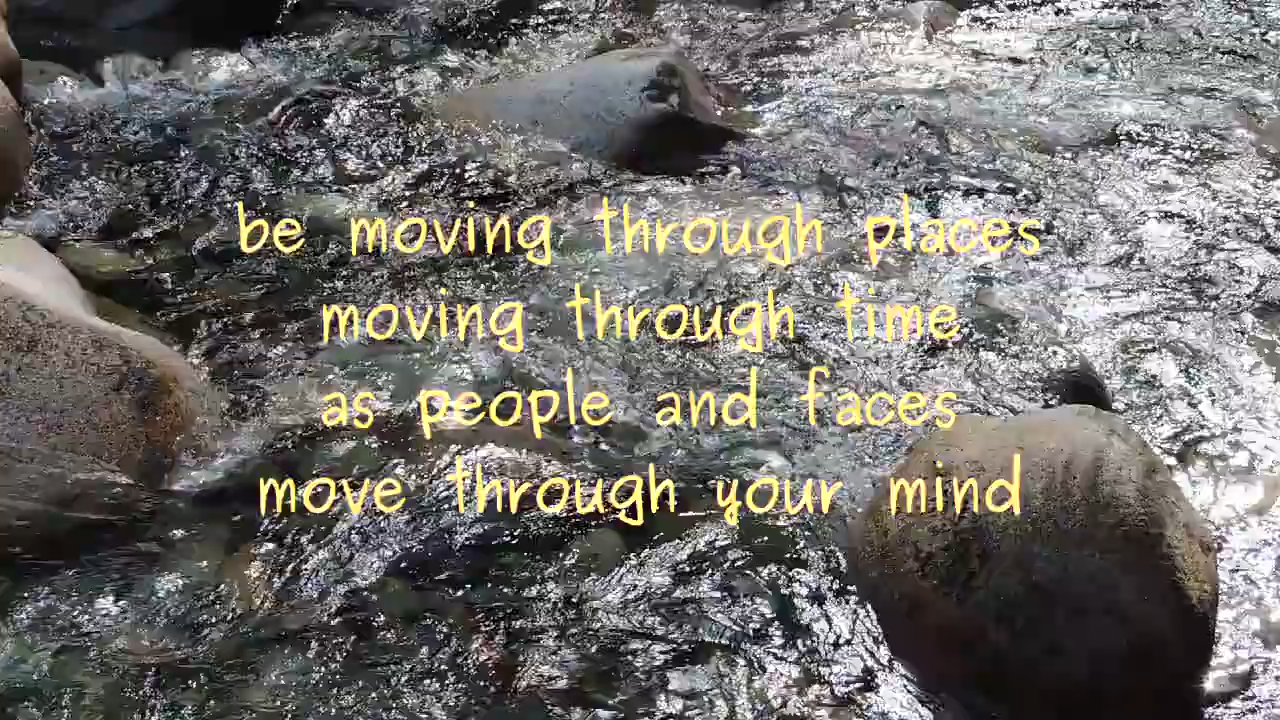 be moving through places
moving through time
as people and faces
move through your mind